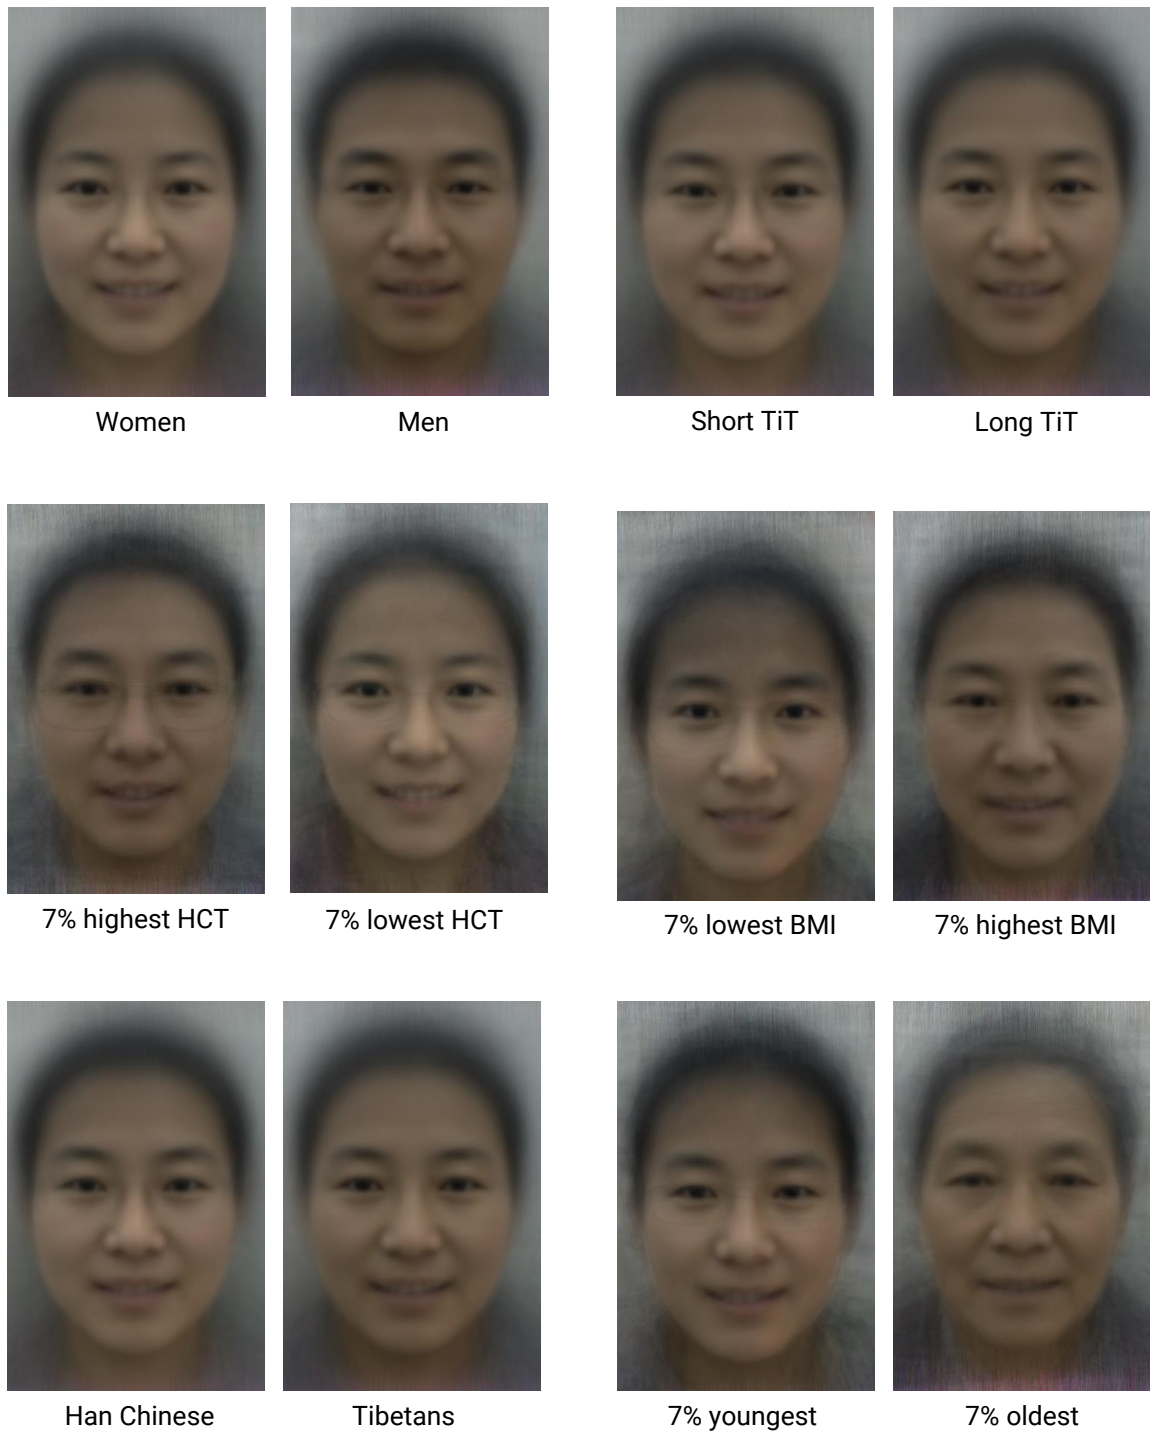 Women
Men
Short TiT
Long TiT
7% highest HCT
7% lowest HCT
7% lowest BMI
7% highest BMI
Han Chinese
Tibetans
7% youngest
7% oldest